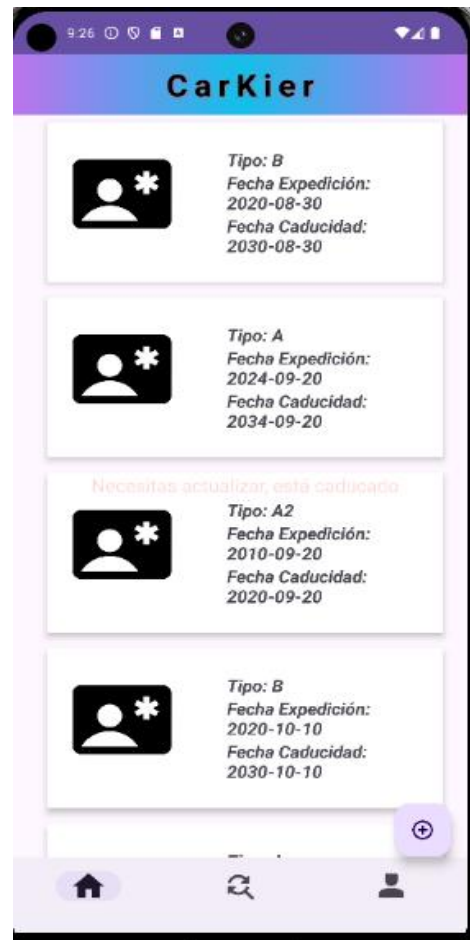 9:26
CarKier
Tipo: B
Fecha Expedición:
2020-08-30
Fecha Caducidad:
2030-08-30
Tipo: A
Fecha Expedición:
2024-09-20
Fecha Caducidad:
2034-09-20
Necesitas actualizar, está caducado
Tipo: A2
Fecha Expedición:
2010-09-20
Fecha Caducidad:
2020-09-20
Tipo: B
Fecha Expedición:
2020-10-10
Fecha Caducidad:
2030-10-10